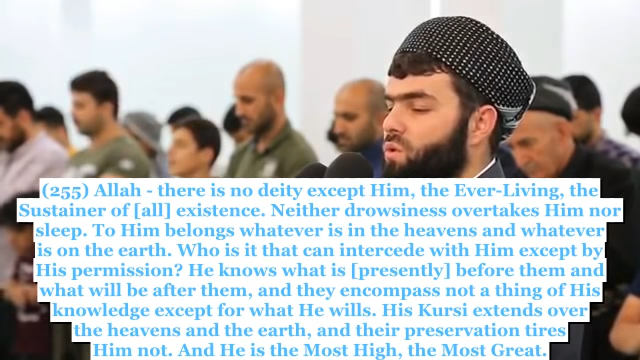 (255) Allah - there is no deity except Him, the Ever-Living, the
Sustainer of [all] existence. Neither drowsiness overtakes Him nor
sleep. To Him belongs whatever is in the heavens and whatever
is on the earth. Who is it that can intercede with Him except by
His permission? He knows what is [presently] before them and
what will be after them, and they encompass not a thing of His
knowledge except for what He wills. His Kursi extends over
the heavens and the earth, and their preservation tires
Him not. And He is the Most High, the Most Great.